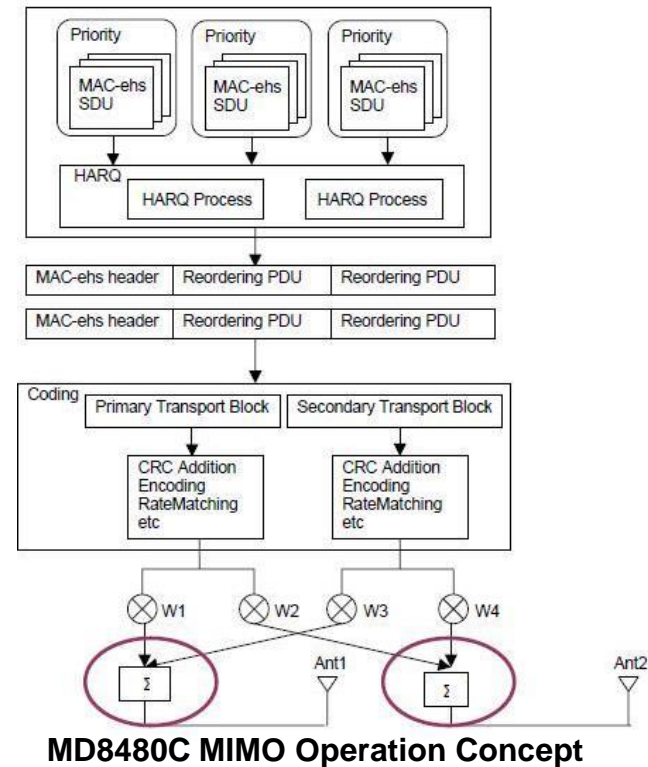 Priority Priority Priority
MAC-ehs SDU MAC-ehs SDU MAC-ehs SDU
HARQ
HARQ Process HARQ Process
MAC-ehs header Reordering PDU Reordering PDU
MAC-ehs header Reordering PDU Reordering PDU
Coding
Primary Transport Block Secondary Transport Block
CRC Addition
Encoding
RateMatching
etc
CRC Addition
Encoding
RateMatching
etc
W1 W2 W3 W4
Ant1 Ant2
Σ Σ
MD8480C MIMO Operation Concept